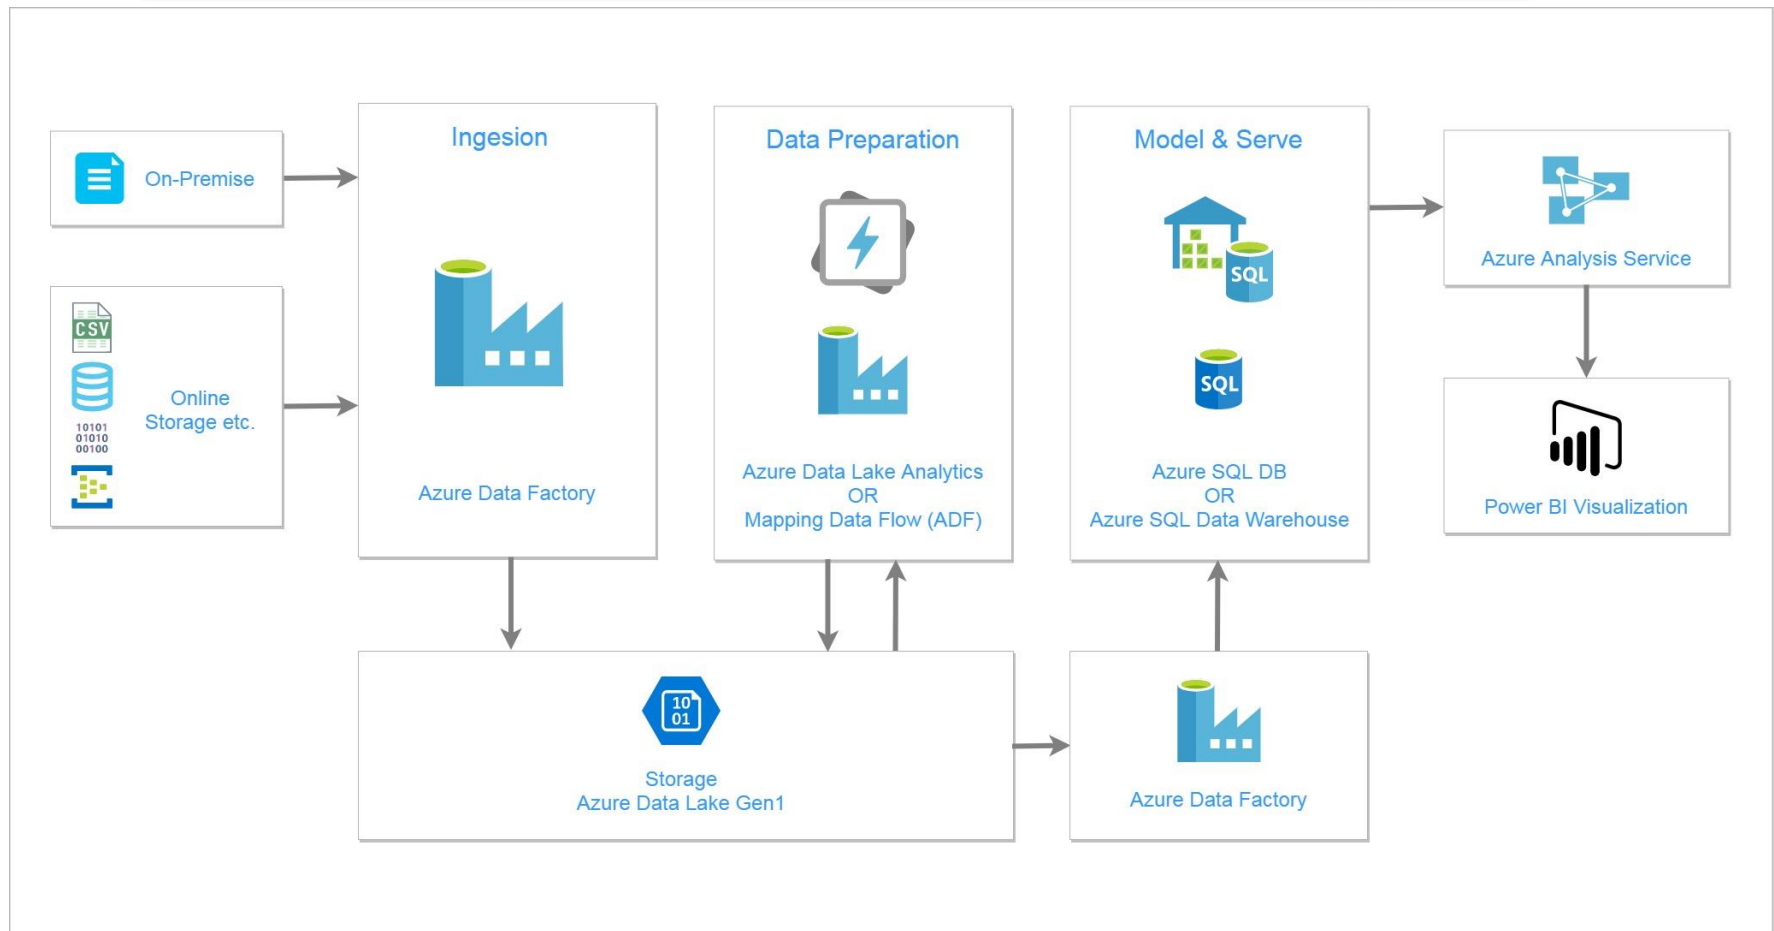 On-Premise
CSV
10101
01010
00100
Online
Storage etc.
Ingesion
Azure Data Factory
Data Preparation
Azure Data Lake Analytics
OR
Mapping Data Flow (ADF)
Model & Serve
SQL
SQL
Azure SQL DB
OR
Azure SQL Data Warehouse
Azure Analysis Service
Power BI Visualization
10
01
Storage
Azure Data Lake Gen1
Azure Data Factory